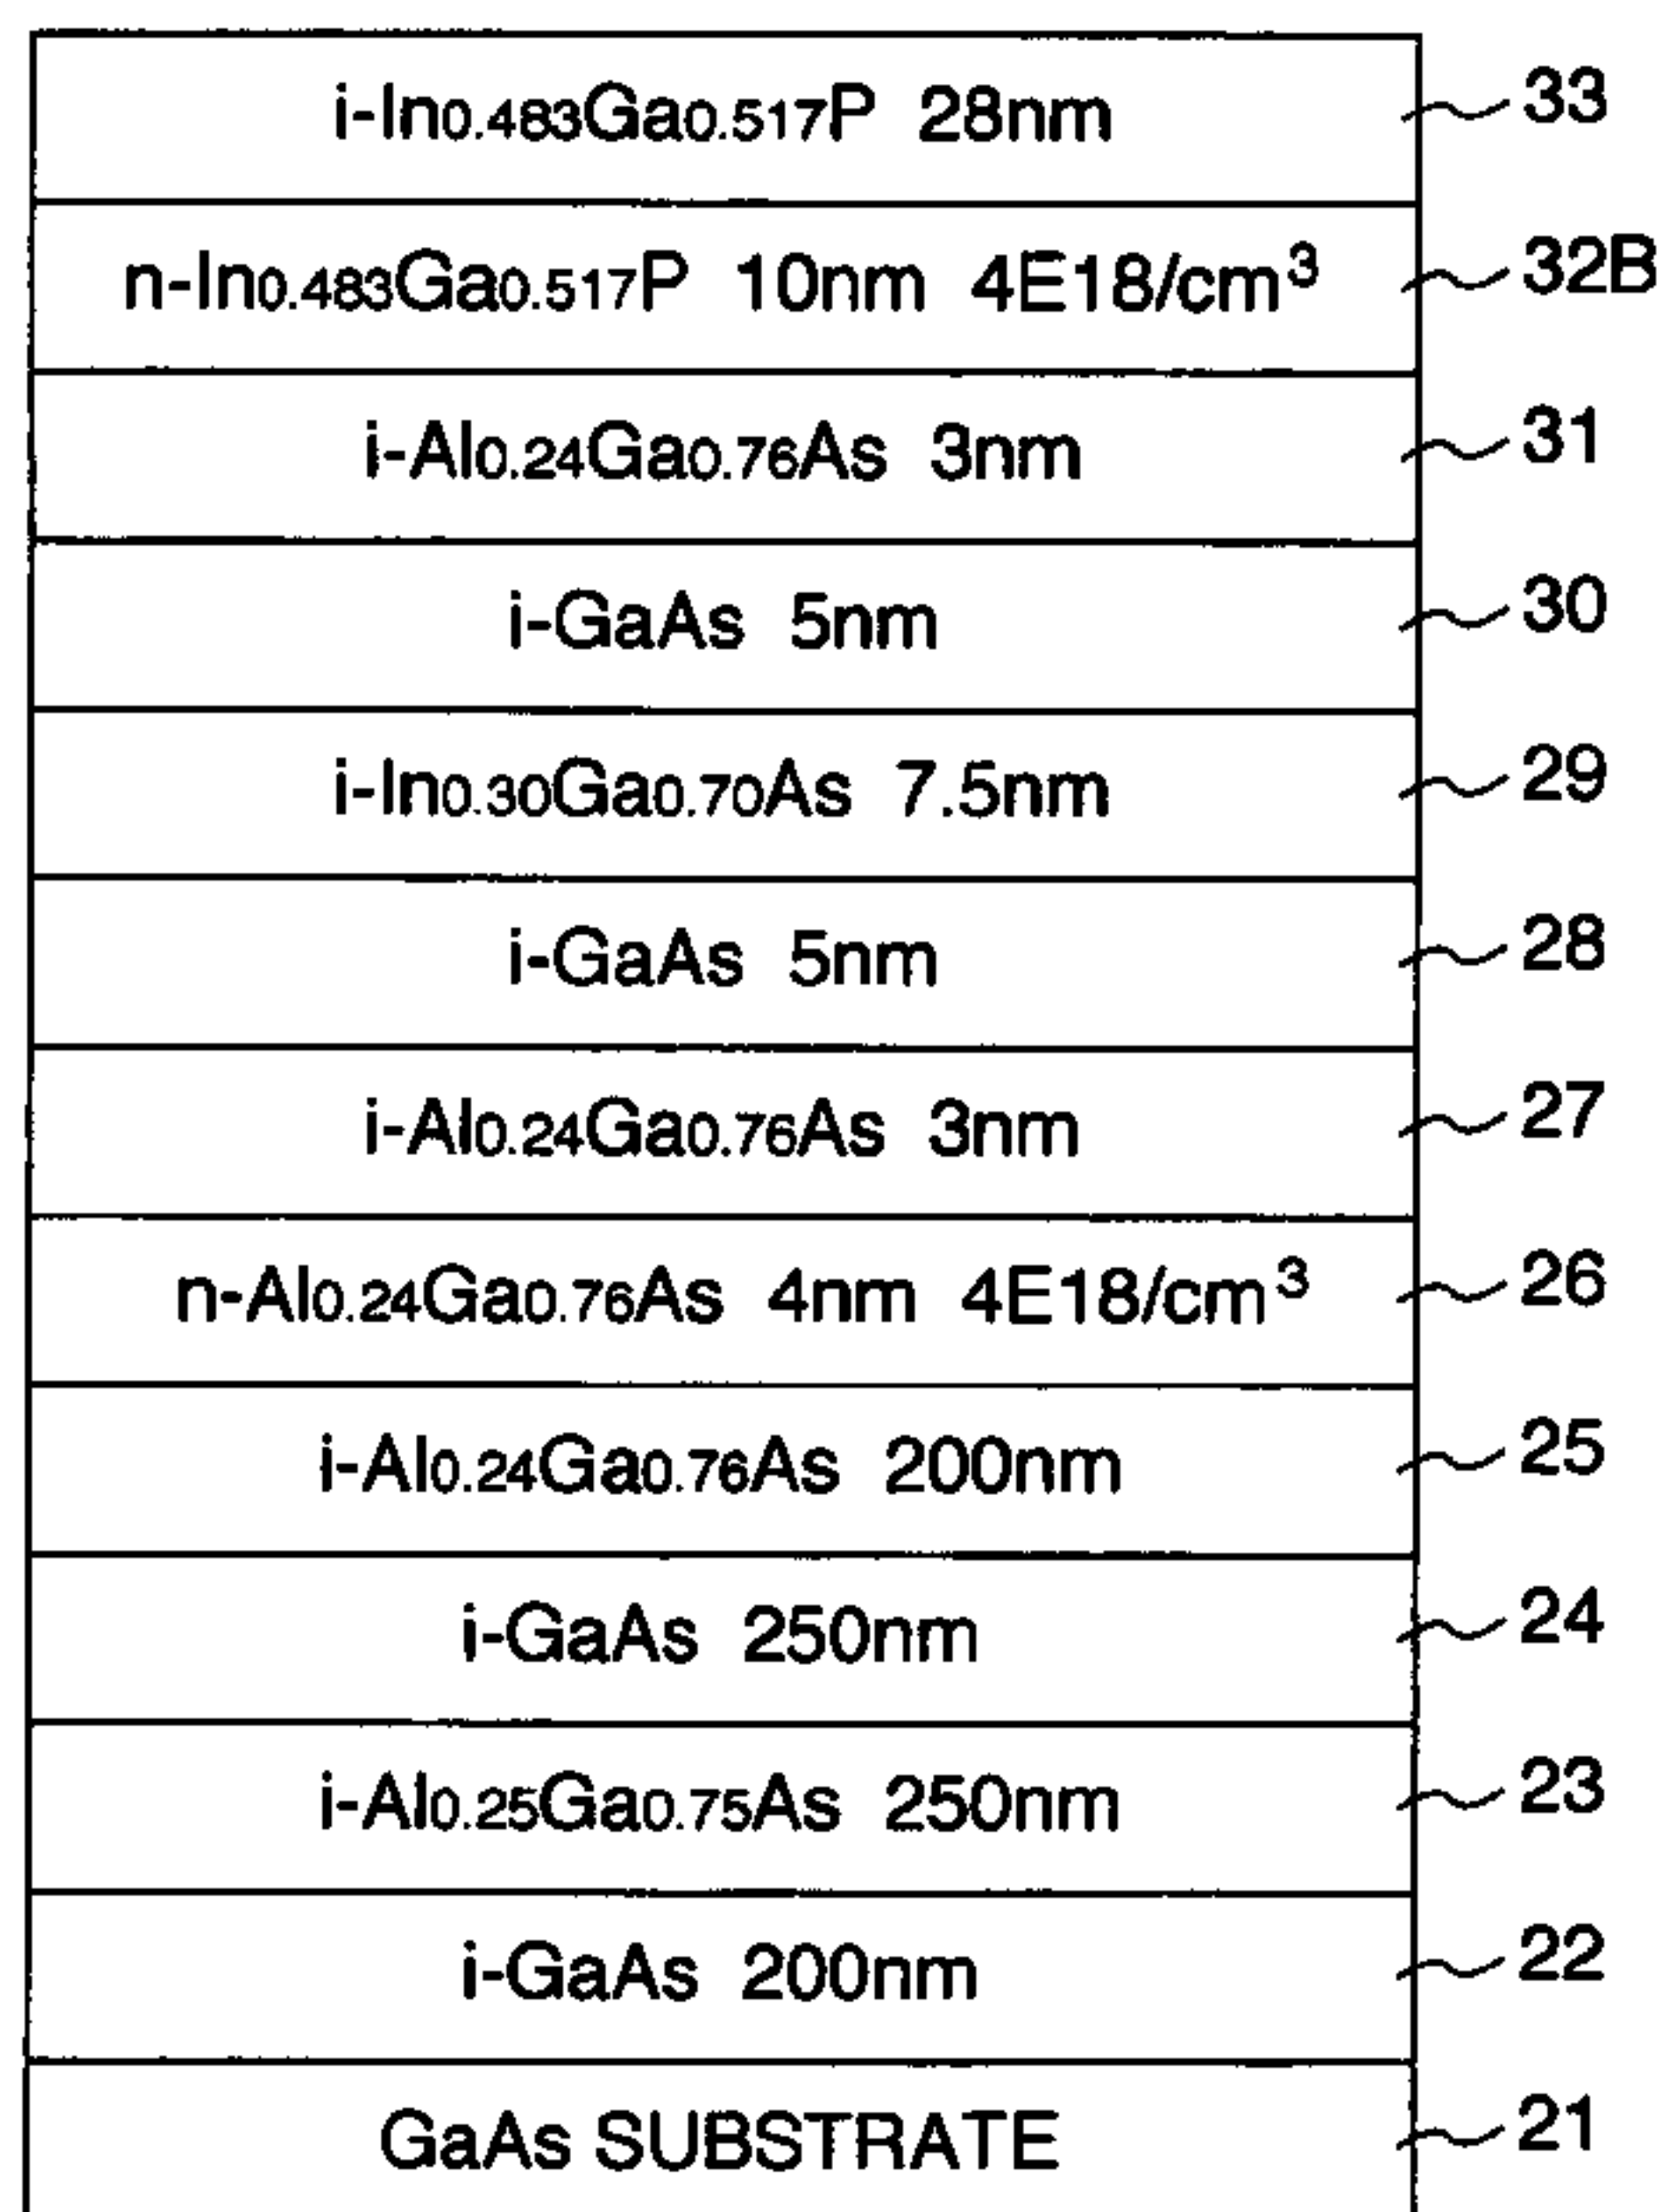 i-In0.483Ga0.517P 28nm 33
n-In0.483Ga0.517P 10nm 4E18/cm³ 32B
i-Al0.24Ga0.76As 3nm 31
i-GaAs 5nm 30
i-In0.30Ga0.70As 7.5nm 29
i-GaAs 5nm 28
i-Al0.24Ga0.76As 3nm 27
n-Al0.24Ga0.76As 4nm 4E18/cm³ 26
i-Al0.24Ga0.76As 200nm 25
i-GaAs 250nm 24
i-Al0.25Ga0.75As 250nm 23
i-GaAs 200nm 22
GaAs SUBSTRATE 21